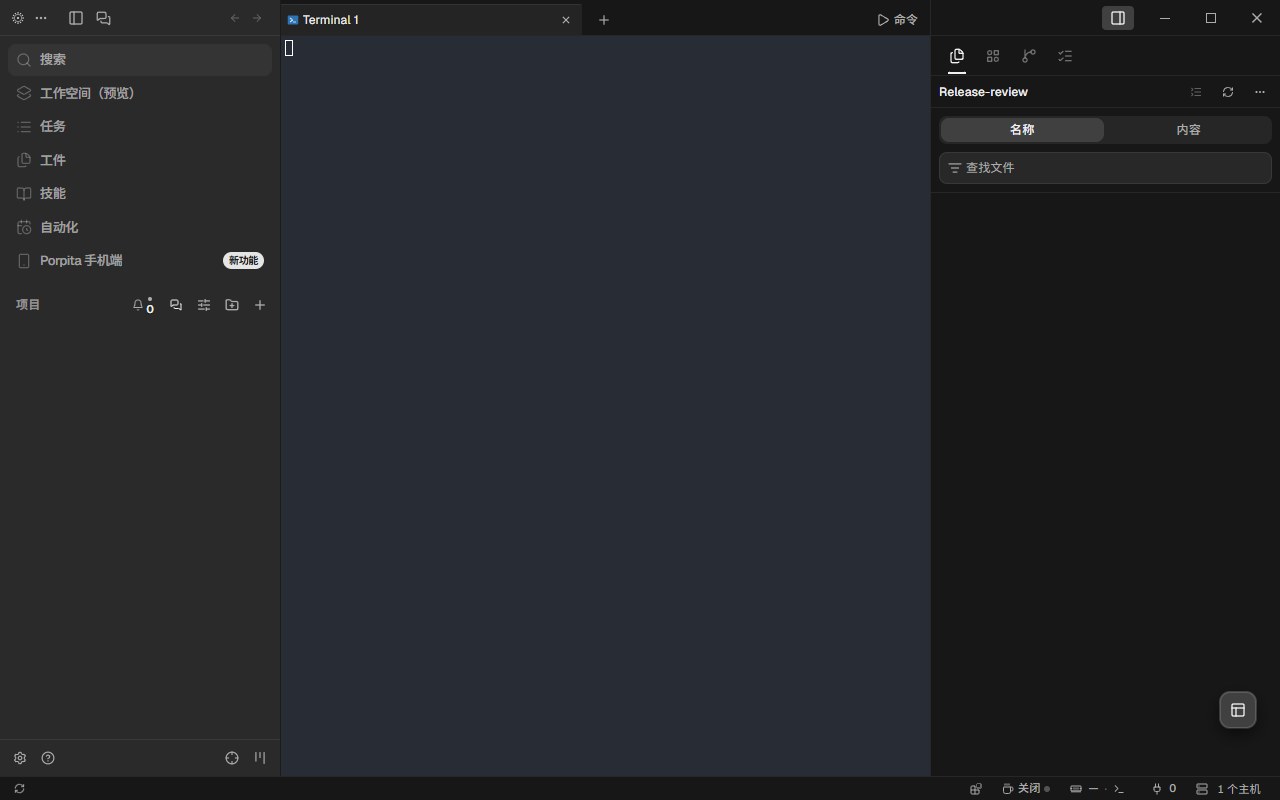 Terminal 1
命令
搜索
工作空间（预览）
任务
工件
技能
自动化
Porpita 手机端
新功能
项目
0
Release-review
名称
内容
查找文件
关闭
0
1 个主机